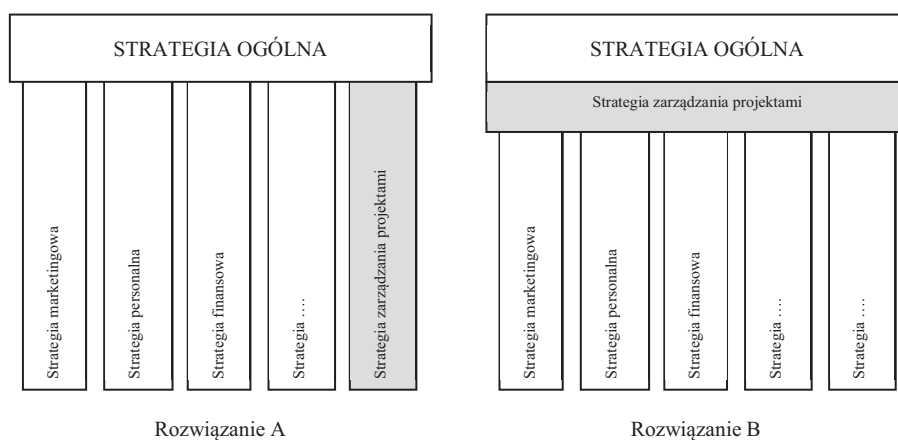 STRATEGIA OGÓLNA
Strategia marketingowa
Strategia personalna
Strategia finansowa
Strategia ….
Strategia zarządzania projektami
Rozwiązanie A
STRATEGIA OGÓLNA
Strategia zarządzania projektami
Strategia marketingowa
Strategia personalna
Strategia finansowa
Strategia ….
Strategia ….
Rozwiązanie B